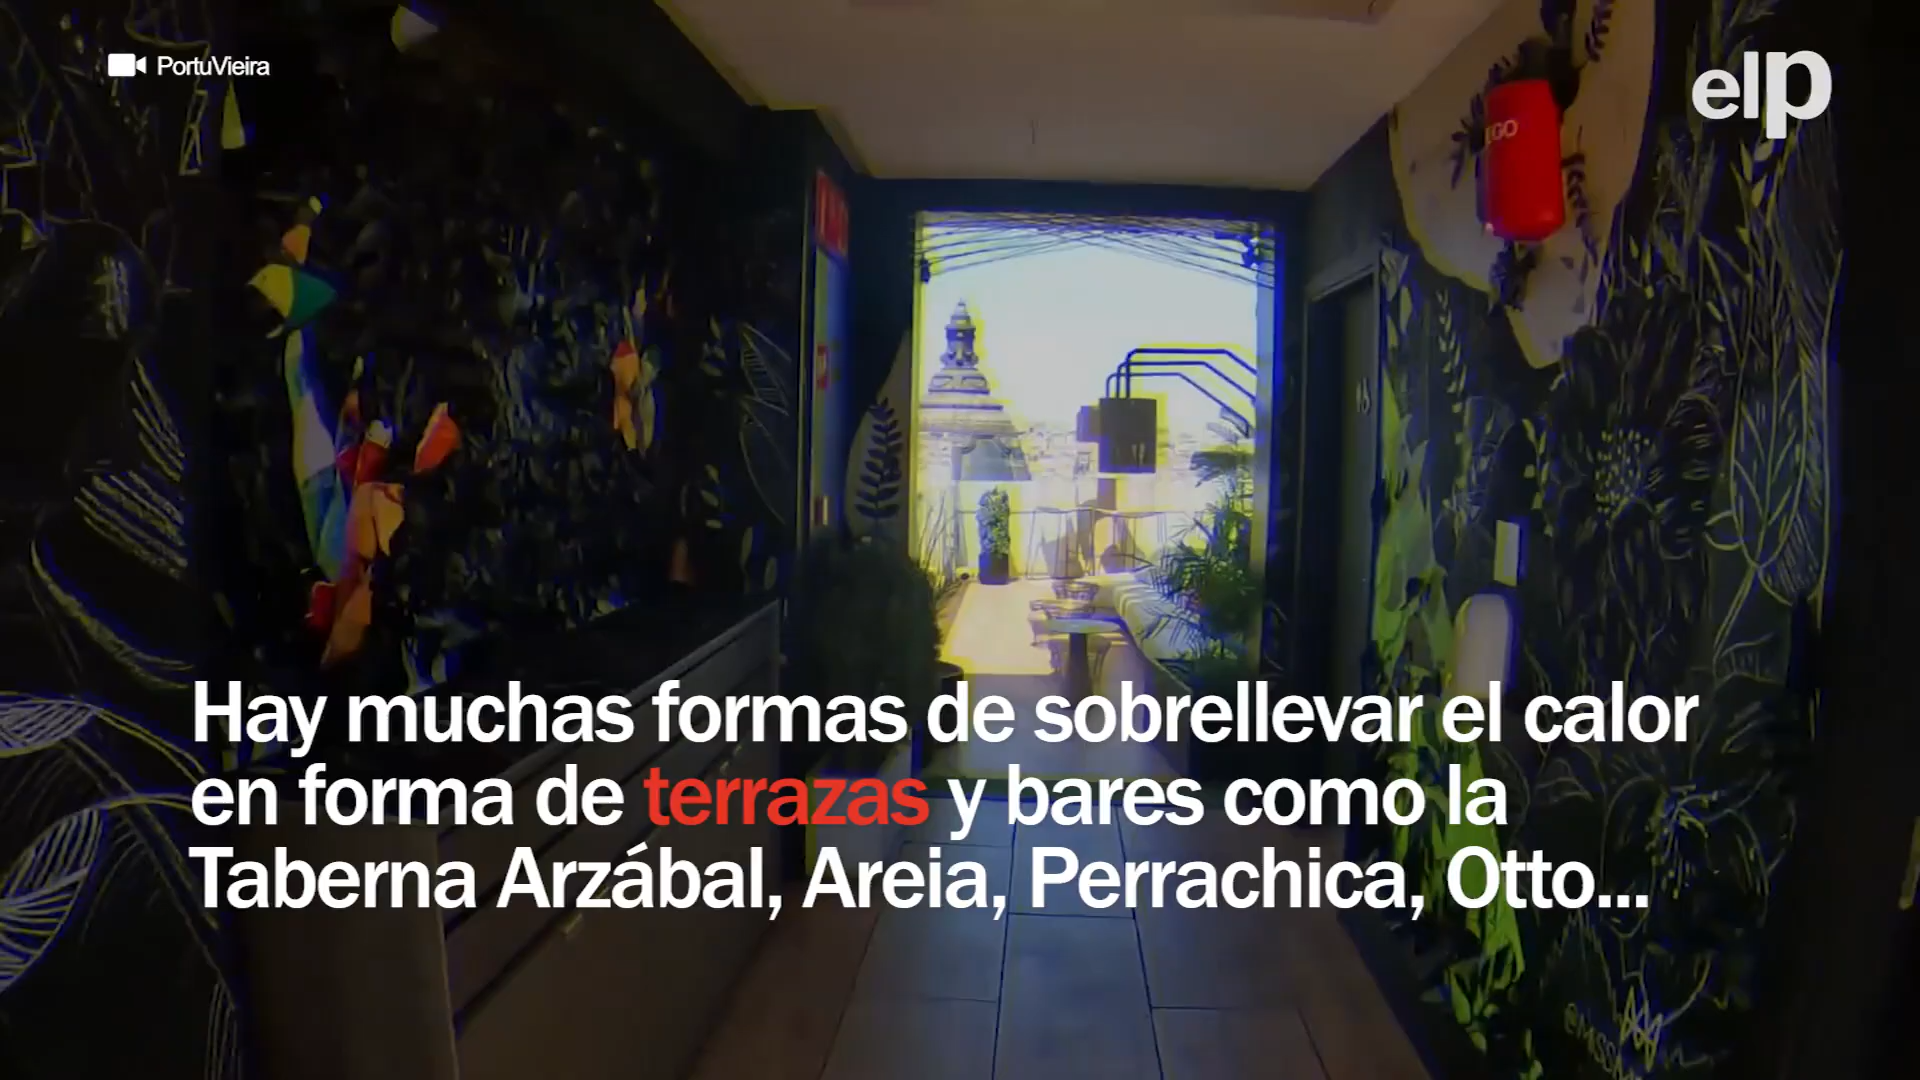 PortuVieira
elp
EGO
Hay muchas formas de sobrellevar el calor
en forma de terrazas y bares como la
Taberna Arzábal, Areia, Perrachica, Otto...